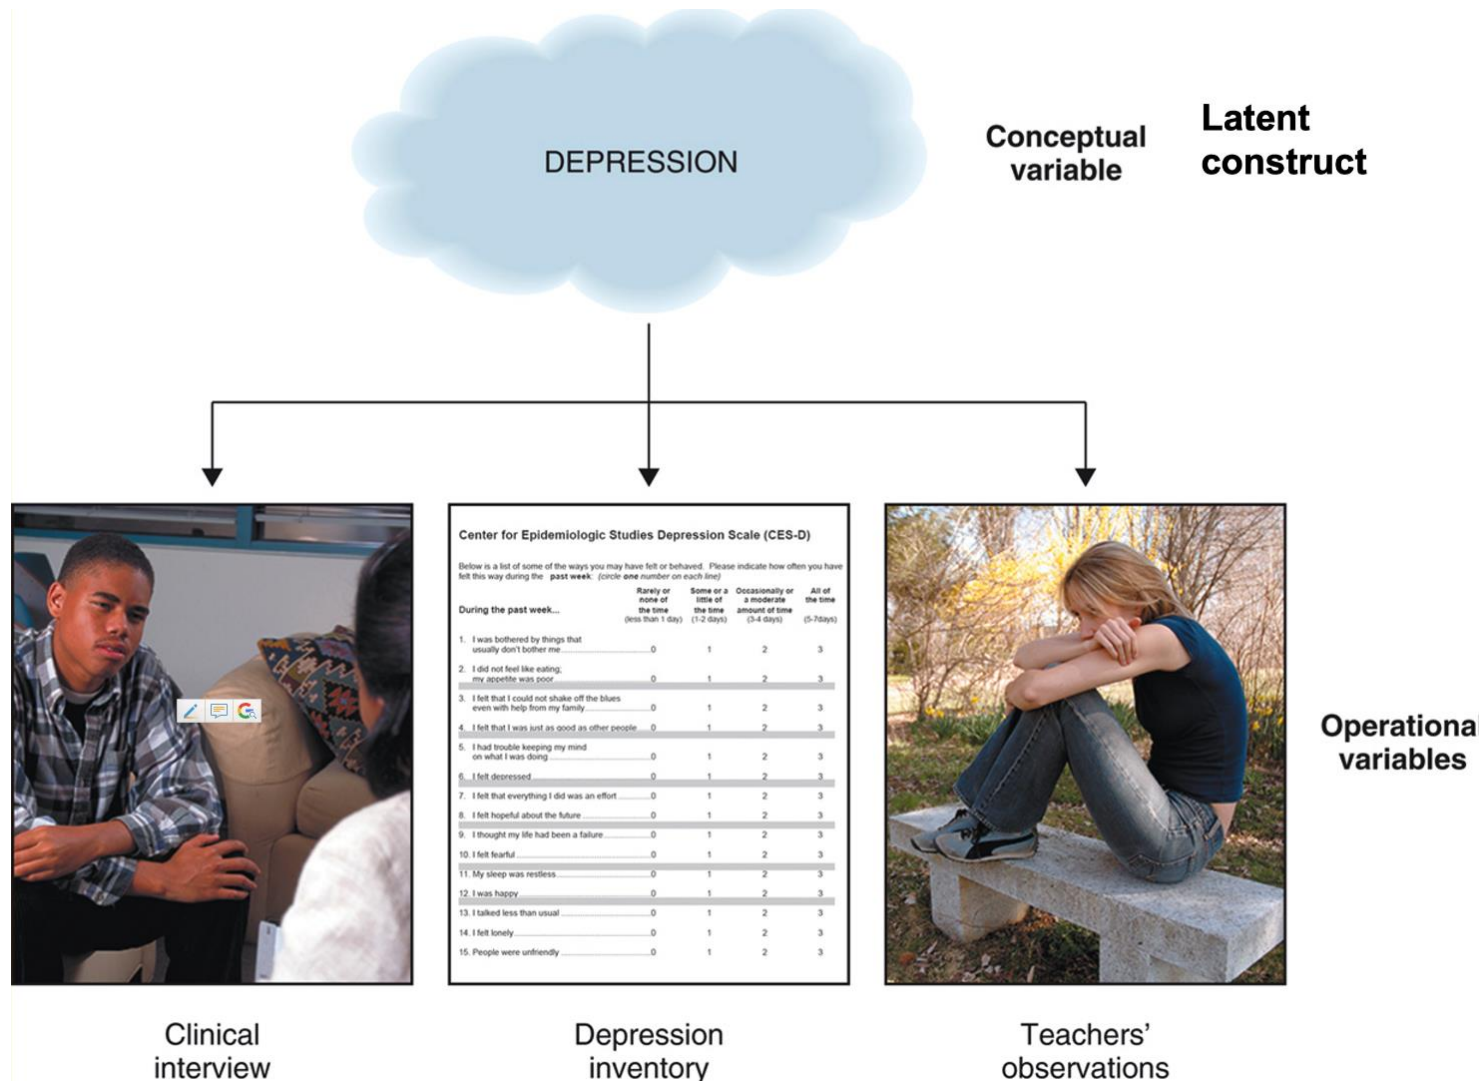 DEPRESSION
Conceptual
variable
Latent
construct
Center for Epidemiologic Studies Depression Scale (CES-D)
Below is a list of some of the ways you may have felt or behaved. Please indicate how often you have
felt this way during the past week: (circle one number on each line)
During the past week...
Rarely or
none of
the time
(less than 1 day)
Some or a
little of
the time
(1-2 days)
Occasionally or
a moderate
amount of time
(3-4 days)
All of
the time
(5-7days)
1. I was bothered by things that
usually don't bother me 0 1 2 3
2. I did not feel like eating;
my appetite was poor 0 1 2 3
3. I felt that I could not shake off the blues
even with help from my family 0 1 2 3
4. I felt that I was just as good as other people 0 1 2 3
5. I had trouble keeping my mind
on what I was doing 0 1 2 3
6. I felt depressed 0 1 2 3
7. I felt that everything I did was an effort 0 1 2 3
8. I felt hopeful about the future 0 1 2 3
9. I thought my life had been a failure 0 1 2 3
10. I felt fearful 0 1 2 3
11. My sleep was restless 0 1 2 3
12. I was happy 0 1 2 3
13. I talked less than usual 0 1 2 3
14. I felt lonely 0 1 2 3
15. People were unfriendly 0 1 2 3
Operational
variables
Clinical
interview
Depression
inventory
Teachers'
observations